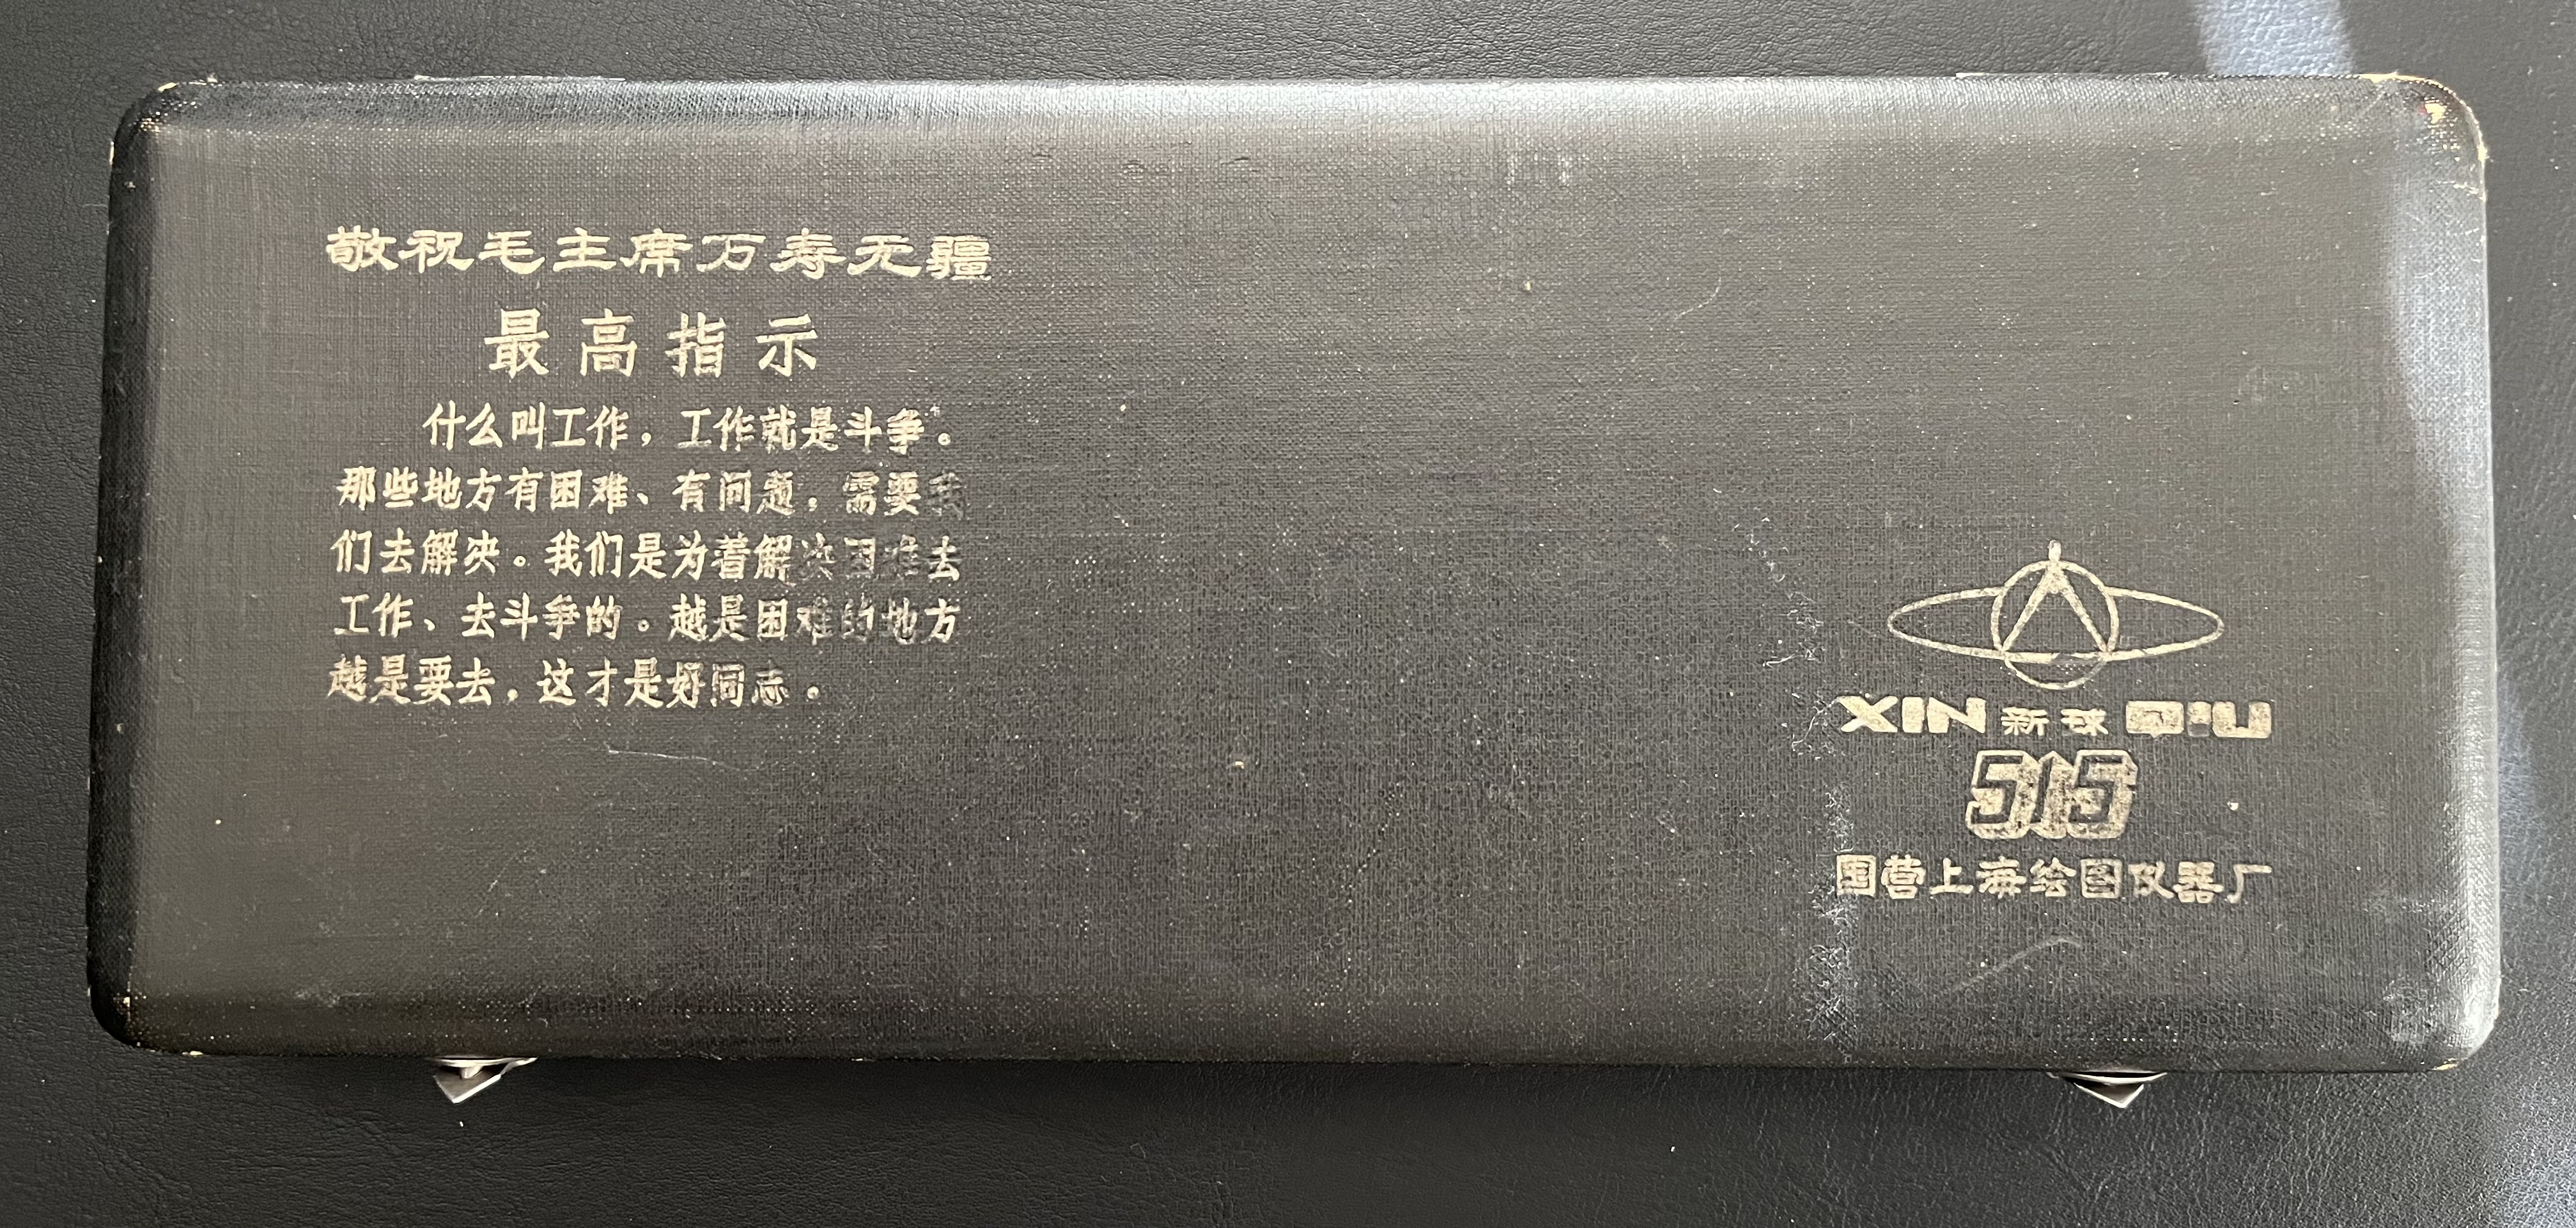 敬祝毛主席万寿无疆
最高指示
什么叫工作，工作就是斗争。
那些地方有困难、有问题，需要我
们去解决。我们是为着解决困难去
工作、去斗争的。越是困难的地方
越是要去，这才是好同志。
XIN 新球 QIU
515
国营上海绘图仪器厂